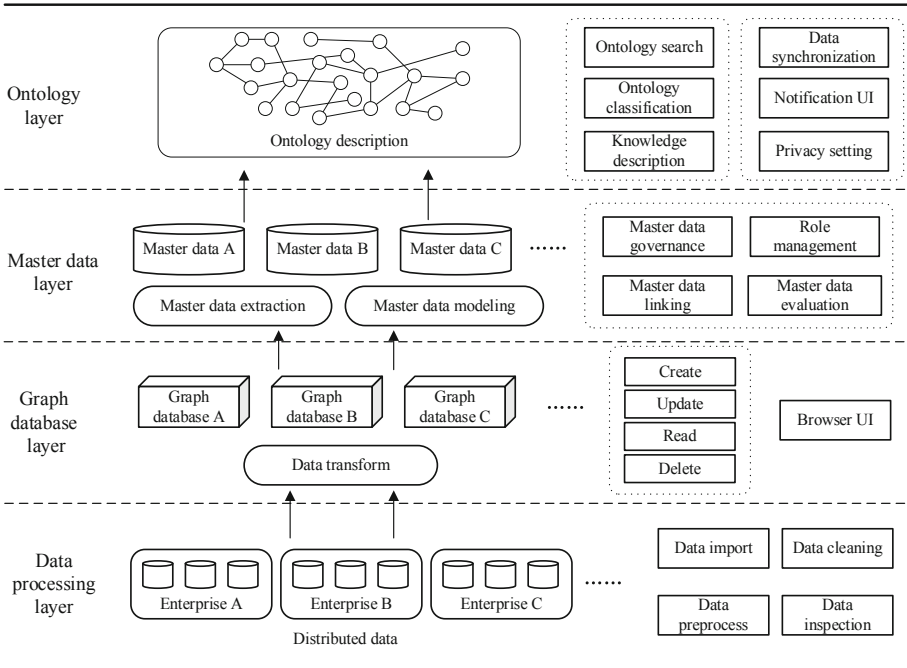 Ontology
layer
Ontology description
Ontology search
Ontology
classification
Knowledge
description
Data
synchronization
Notification UI
Privacy setting
Master data
layer
Master data A
Master data B
Master data C
......
Master data extraction
Master data modeling
Master data
governance
Role
management
Master data
linking
Master data
evaluation
Graph
database
layer
Graph
database A
Graph
database B
Graph
database C
......
Data transform
Create
Update
Read
Delete
Browser UI
Data
processing
layer
Enterprise A
Enterprise B
Enterprise C
......
Distributed data
Data import
Data cleaning
Data
preprocess
Data
inspection